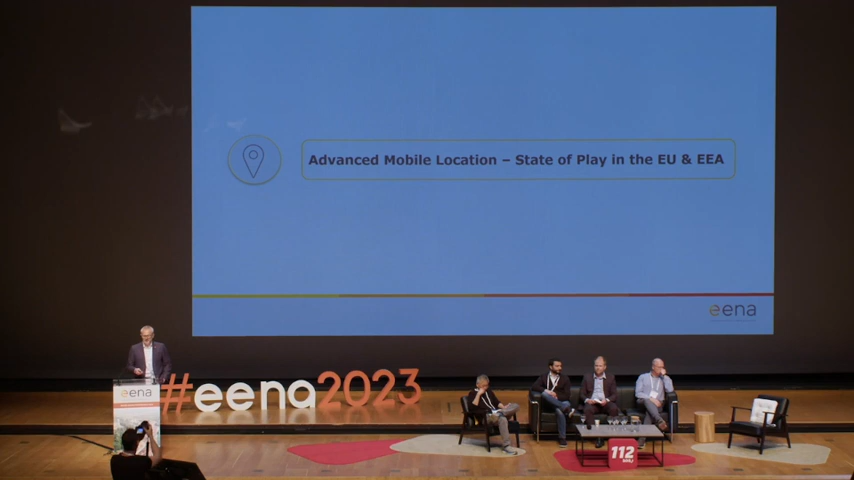 Advanced Mobile Location – State of Play in the EU & EEA
eena
eena
#eena2023
112